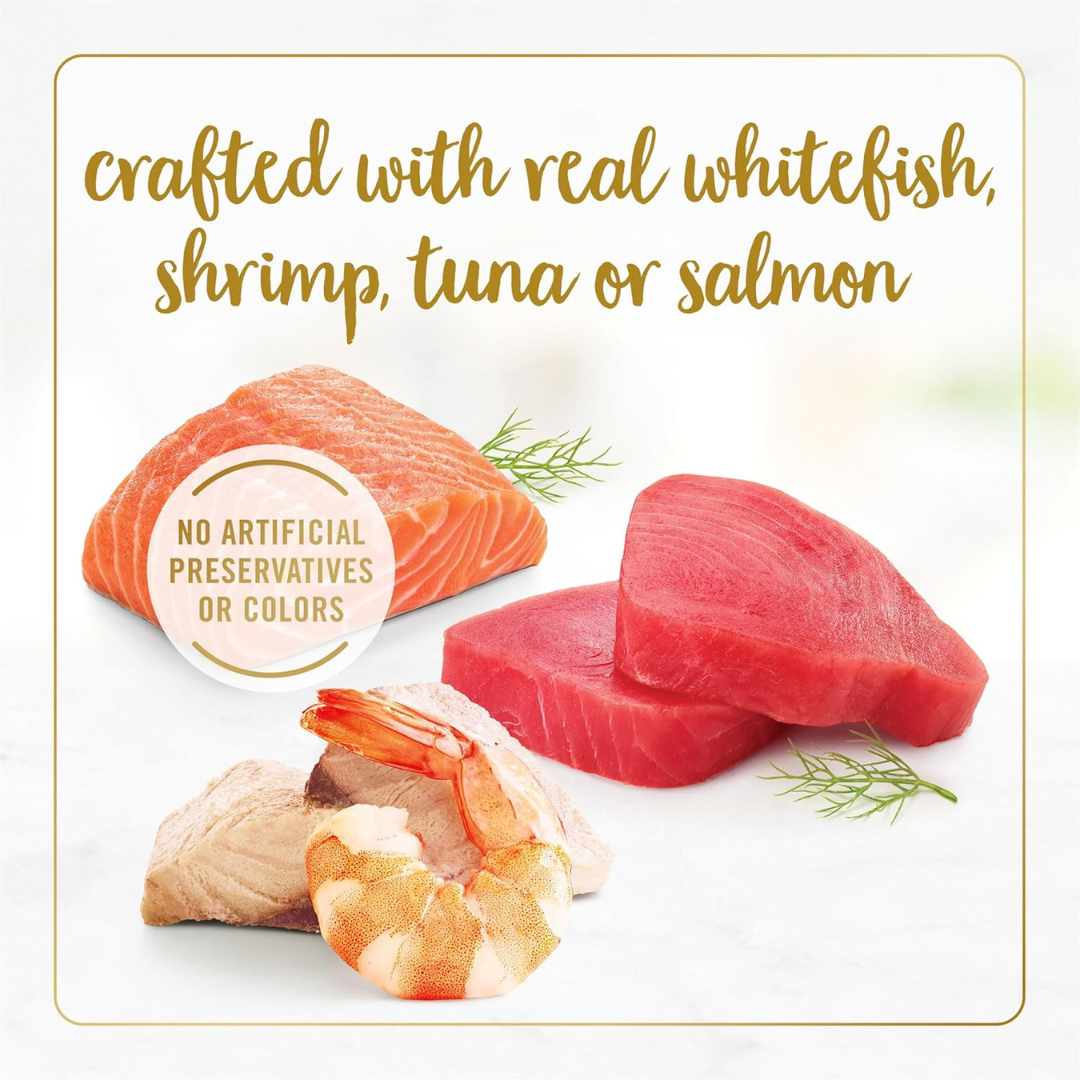 crafted with real whitefish,
shrimp, tuna or salmon
NO ARTIFICIAL
PRESERVATIVES
OR COLORS